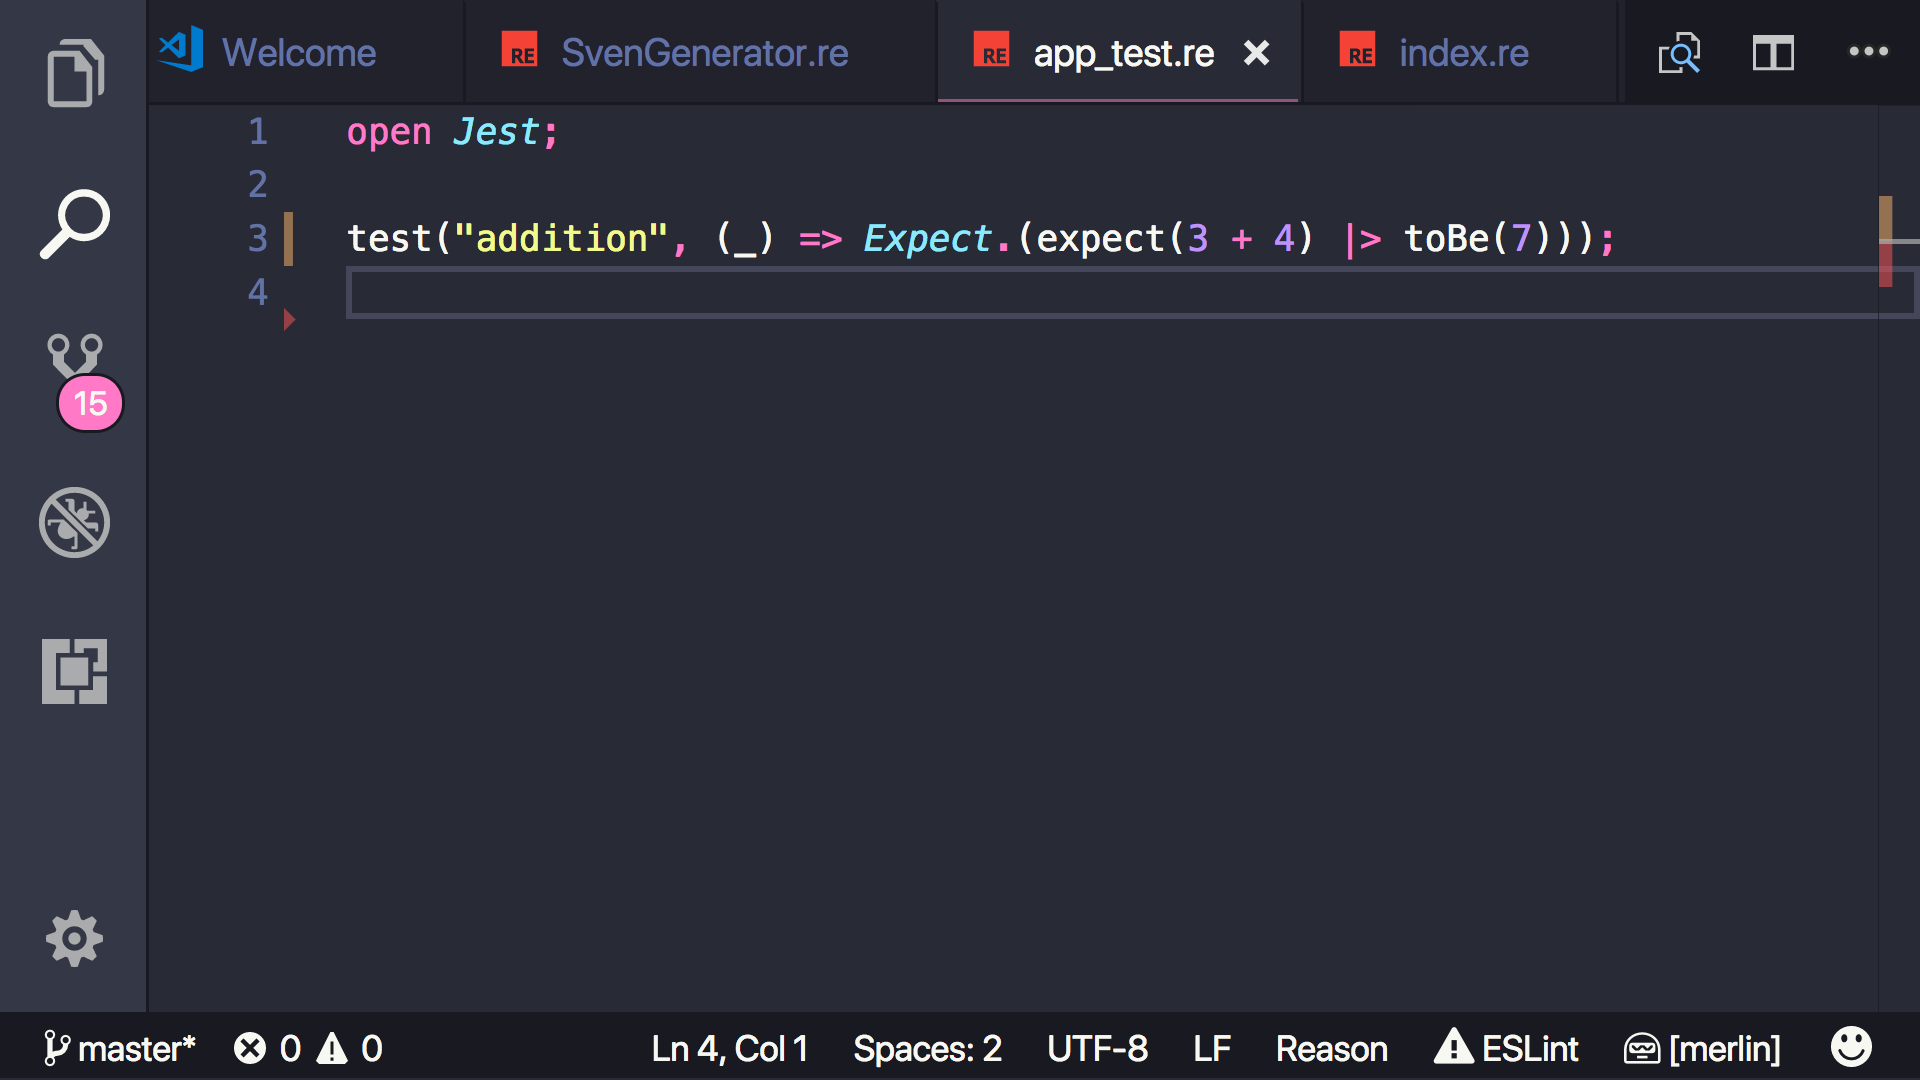 Welcome RE SvenGenerator.re RE app_test.re × RE index.re
1 open Jest;
2
3 test("addition", (_) => Expect.(expect(3 + 4) |> toBe(7)));
4
15
master* 0 0 Ln 4, Col 1 Spaces: 2 UTF-8 LF Reason ESLint [merlin]